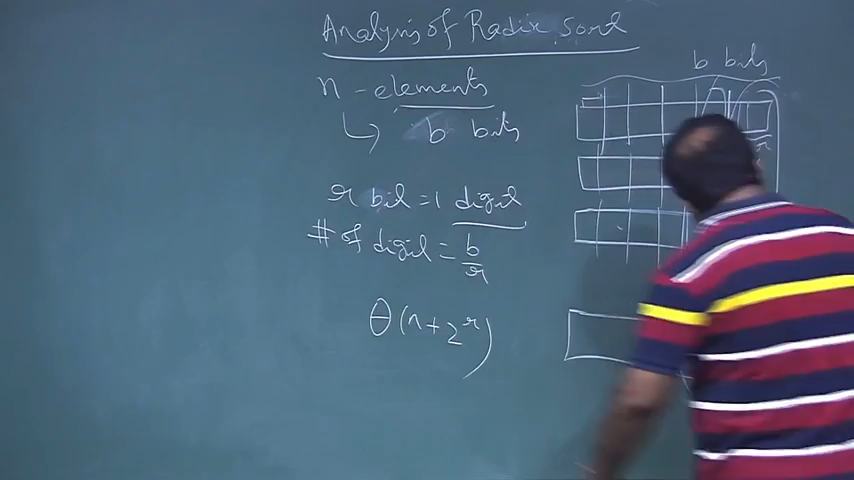 Analysis of Radix Sort
n - elements
b bits
b bits
r
r bit = 1 digit
# of digit = b/r
Θ(n + 2^r)